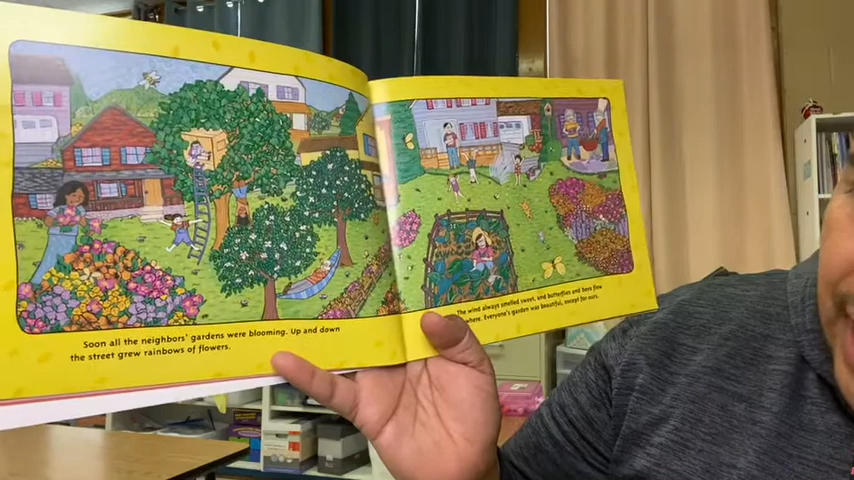 Soon all the neighbors' gardens were blooming. Up and down
the street grew rainbows of flowers.
The wind always smelled sweet, and butterflies and bees flew
where. Everyone's garden was beautiful, except for ours.